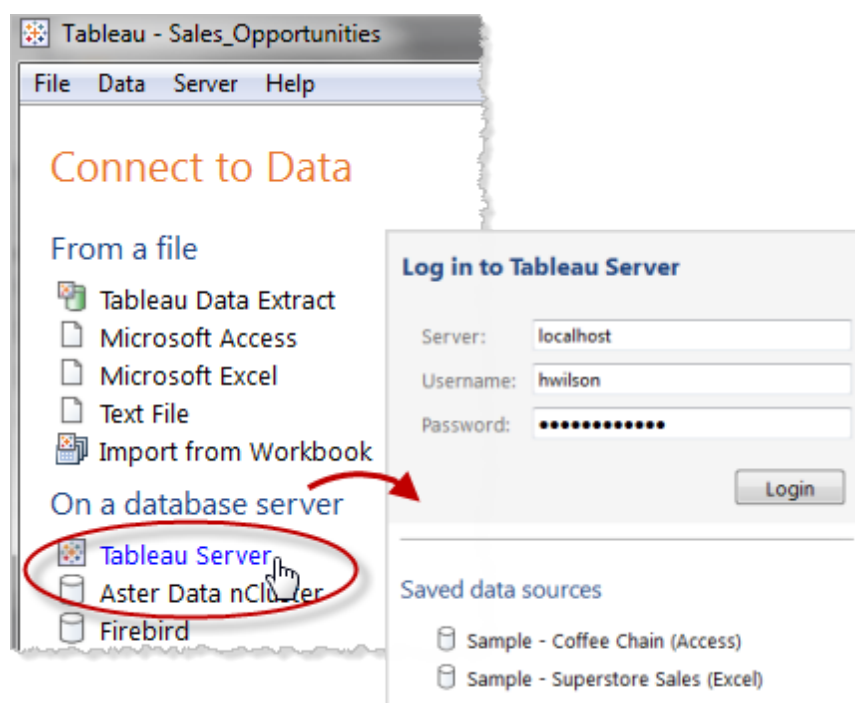 Tableau - Sales_Opportunities
File Data Server Help
Connect to Data
From a file
Tableau Data Extract
Microsoft Access
Microsoft Excel
Text File
Import from Workbook
On a database server
Tableau Server
Aster Data nCluster
Firebird
Log in to Tableau Server
Server: localhost
Username: hwilson
Password: ●●●●●●●●●●●●
Login
Saved data sources
Sample - Coffee Chain (Access)
Sample - Superstore Sales (Excel)